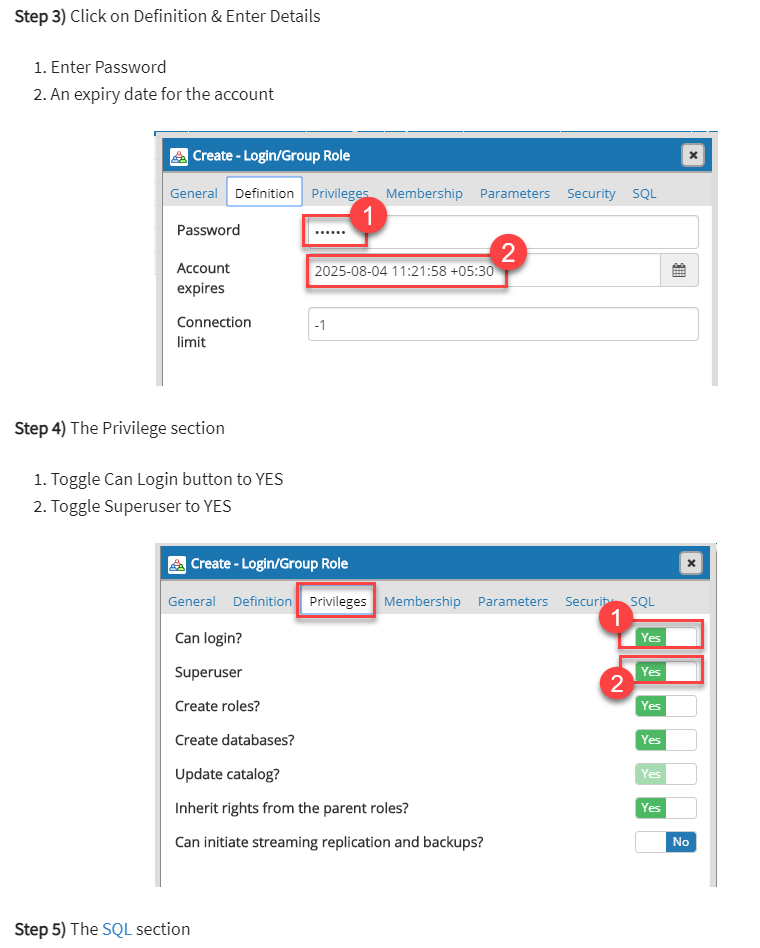 Step 3) Click on Definition & Enter Details
1. Enter Password
2. An expiry date for the account
Create - Login/Group Role
General Definition Privileges Membership Parameters Security SQL
1
Password ••••••
2
Account expires 2025-08-04 11:21:58 +05:30
Connection limit -1
Step 4) The Privilege section
1. Toggle Can Login button to YES
2. Toggle Superuser to YES
Create - Login/Group Role
General Definition Privileges Membership Parameters Security SQL
1
Can login? Yes
Superuser Yes
2
Create roles? Yes
Create databases? Yes
Update catalog? Yes
Inherit rights from the parent roles? Yes
Can initiate streaming replication and backups? No
Step 5) The SQL section